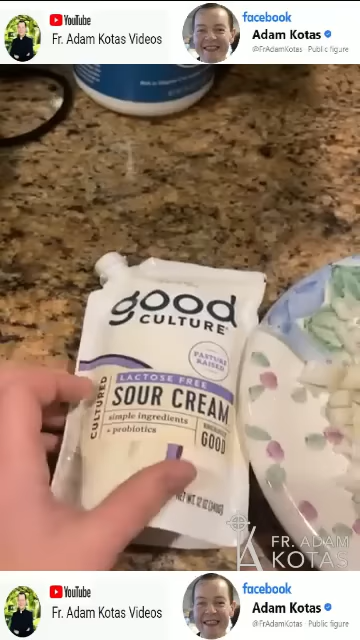 YouTube
Fr. Adam Kotas Videos
facebook
Adam Kotas
@FrAdamKotas · Public figure
good
CULTURE
PASTURE
RAISED
LACTOSE FREE
CULTURED
SOUR CREAM
simple ingredients
+ probiotics
GOOD
NET WT. 12 OZ (340g)
FR. ADAM
KOTAS
YouTube
Fr. Adam Kotas Videos
facebook
Adam Kotas
@FrAdamKotas · Public figure